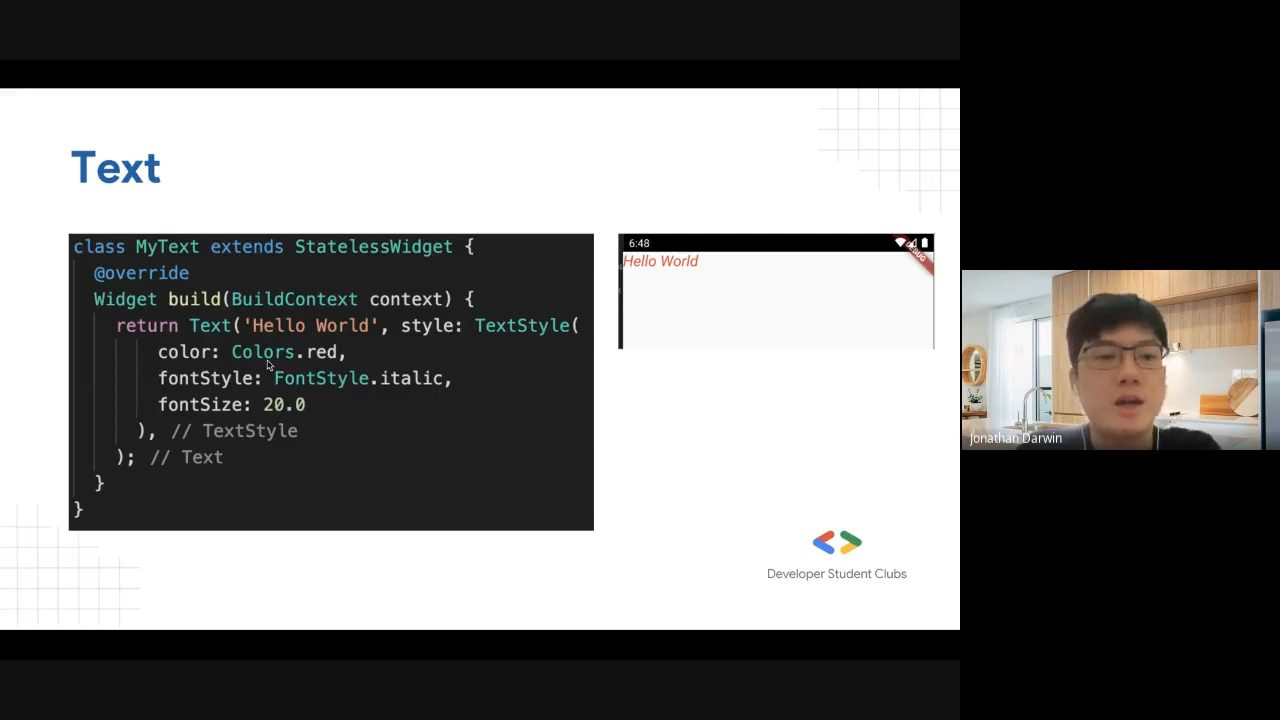 Text
class MyText extends StatelessWidget {
@override
Widget build(BuildContext context) {
return Text('Hello World', style: TextStyle(
color: Colors.red,
fontStyle: FontStyle.italic,
fontSize: 20.0
), // TextStyle
); // Text
}
}
6:48
DEBUG
Hello World
Developer Student Clubs
Jonathan Darwin